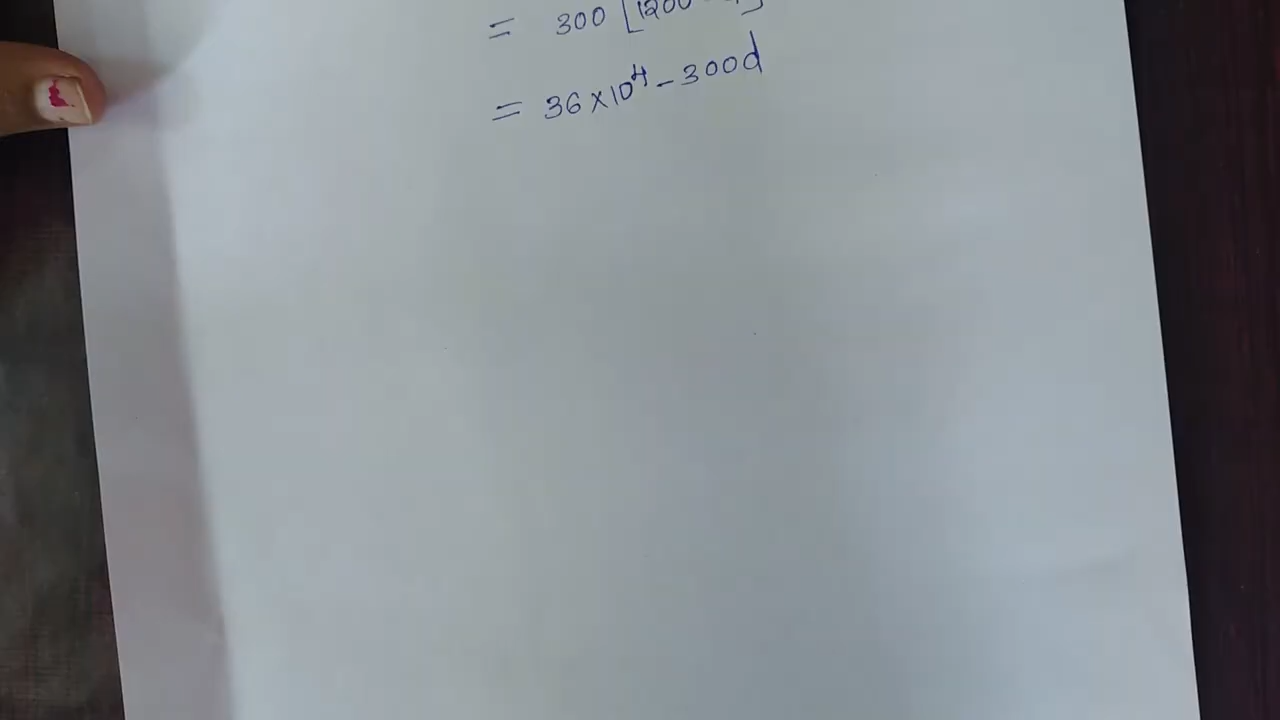 = 300 [1200
= 36×10⁴ - 300d